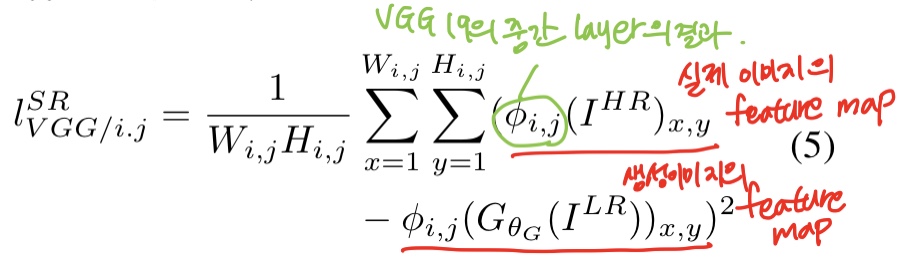 VGG 19의 중간 layer의 결과.
실제 이미지의
feature map
l^{SR}_{VGG/i.j} = \frac{1}{W_{i,j}H_{i,j}} \sum_{x=1}^{W_{i,j}} \sum_{y=1}^{H_{i,j}} (\phi_{i,j}(I^{HR})_{x,y}
(5)
생성이미지의
feature
map
- \phi_{i,j}(G_{\theta_G}(I^{LR}))_{x,y})^2